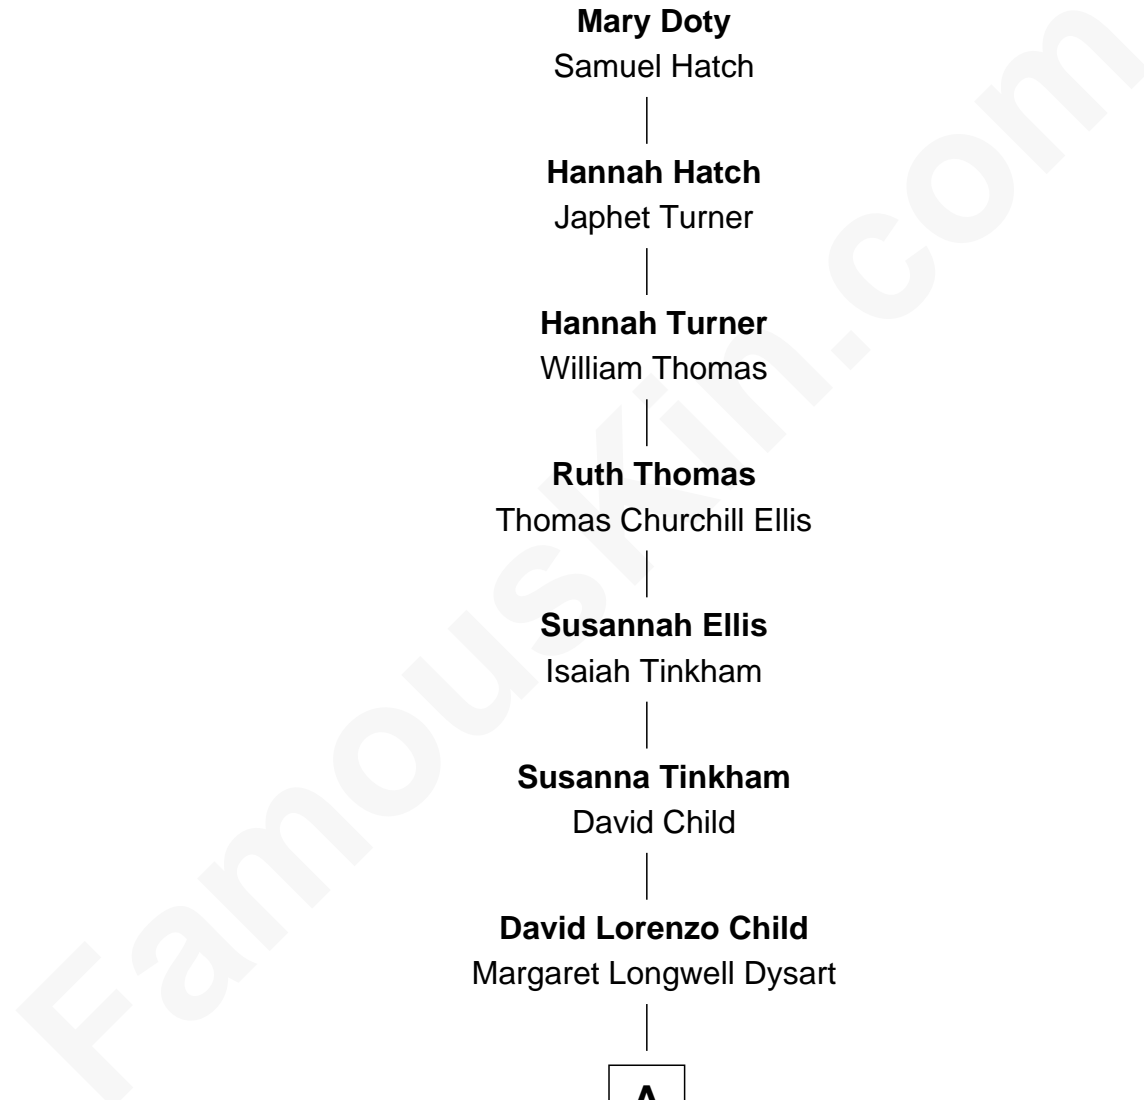 Mary Doty
Samuel Hatch
Hannah Hatch
Japhet Turner
Hannah Turner
William Thomas
Ruth Thomas
Thomas Churchill Ellis
Susannah Ellis
Isaiah Tinkham
Susanna Tinkham
David Child
David Lorenzo Child
Margaret Longwell Dysart
A
FamousKin.com